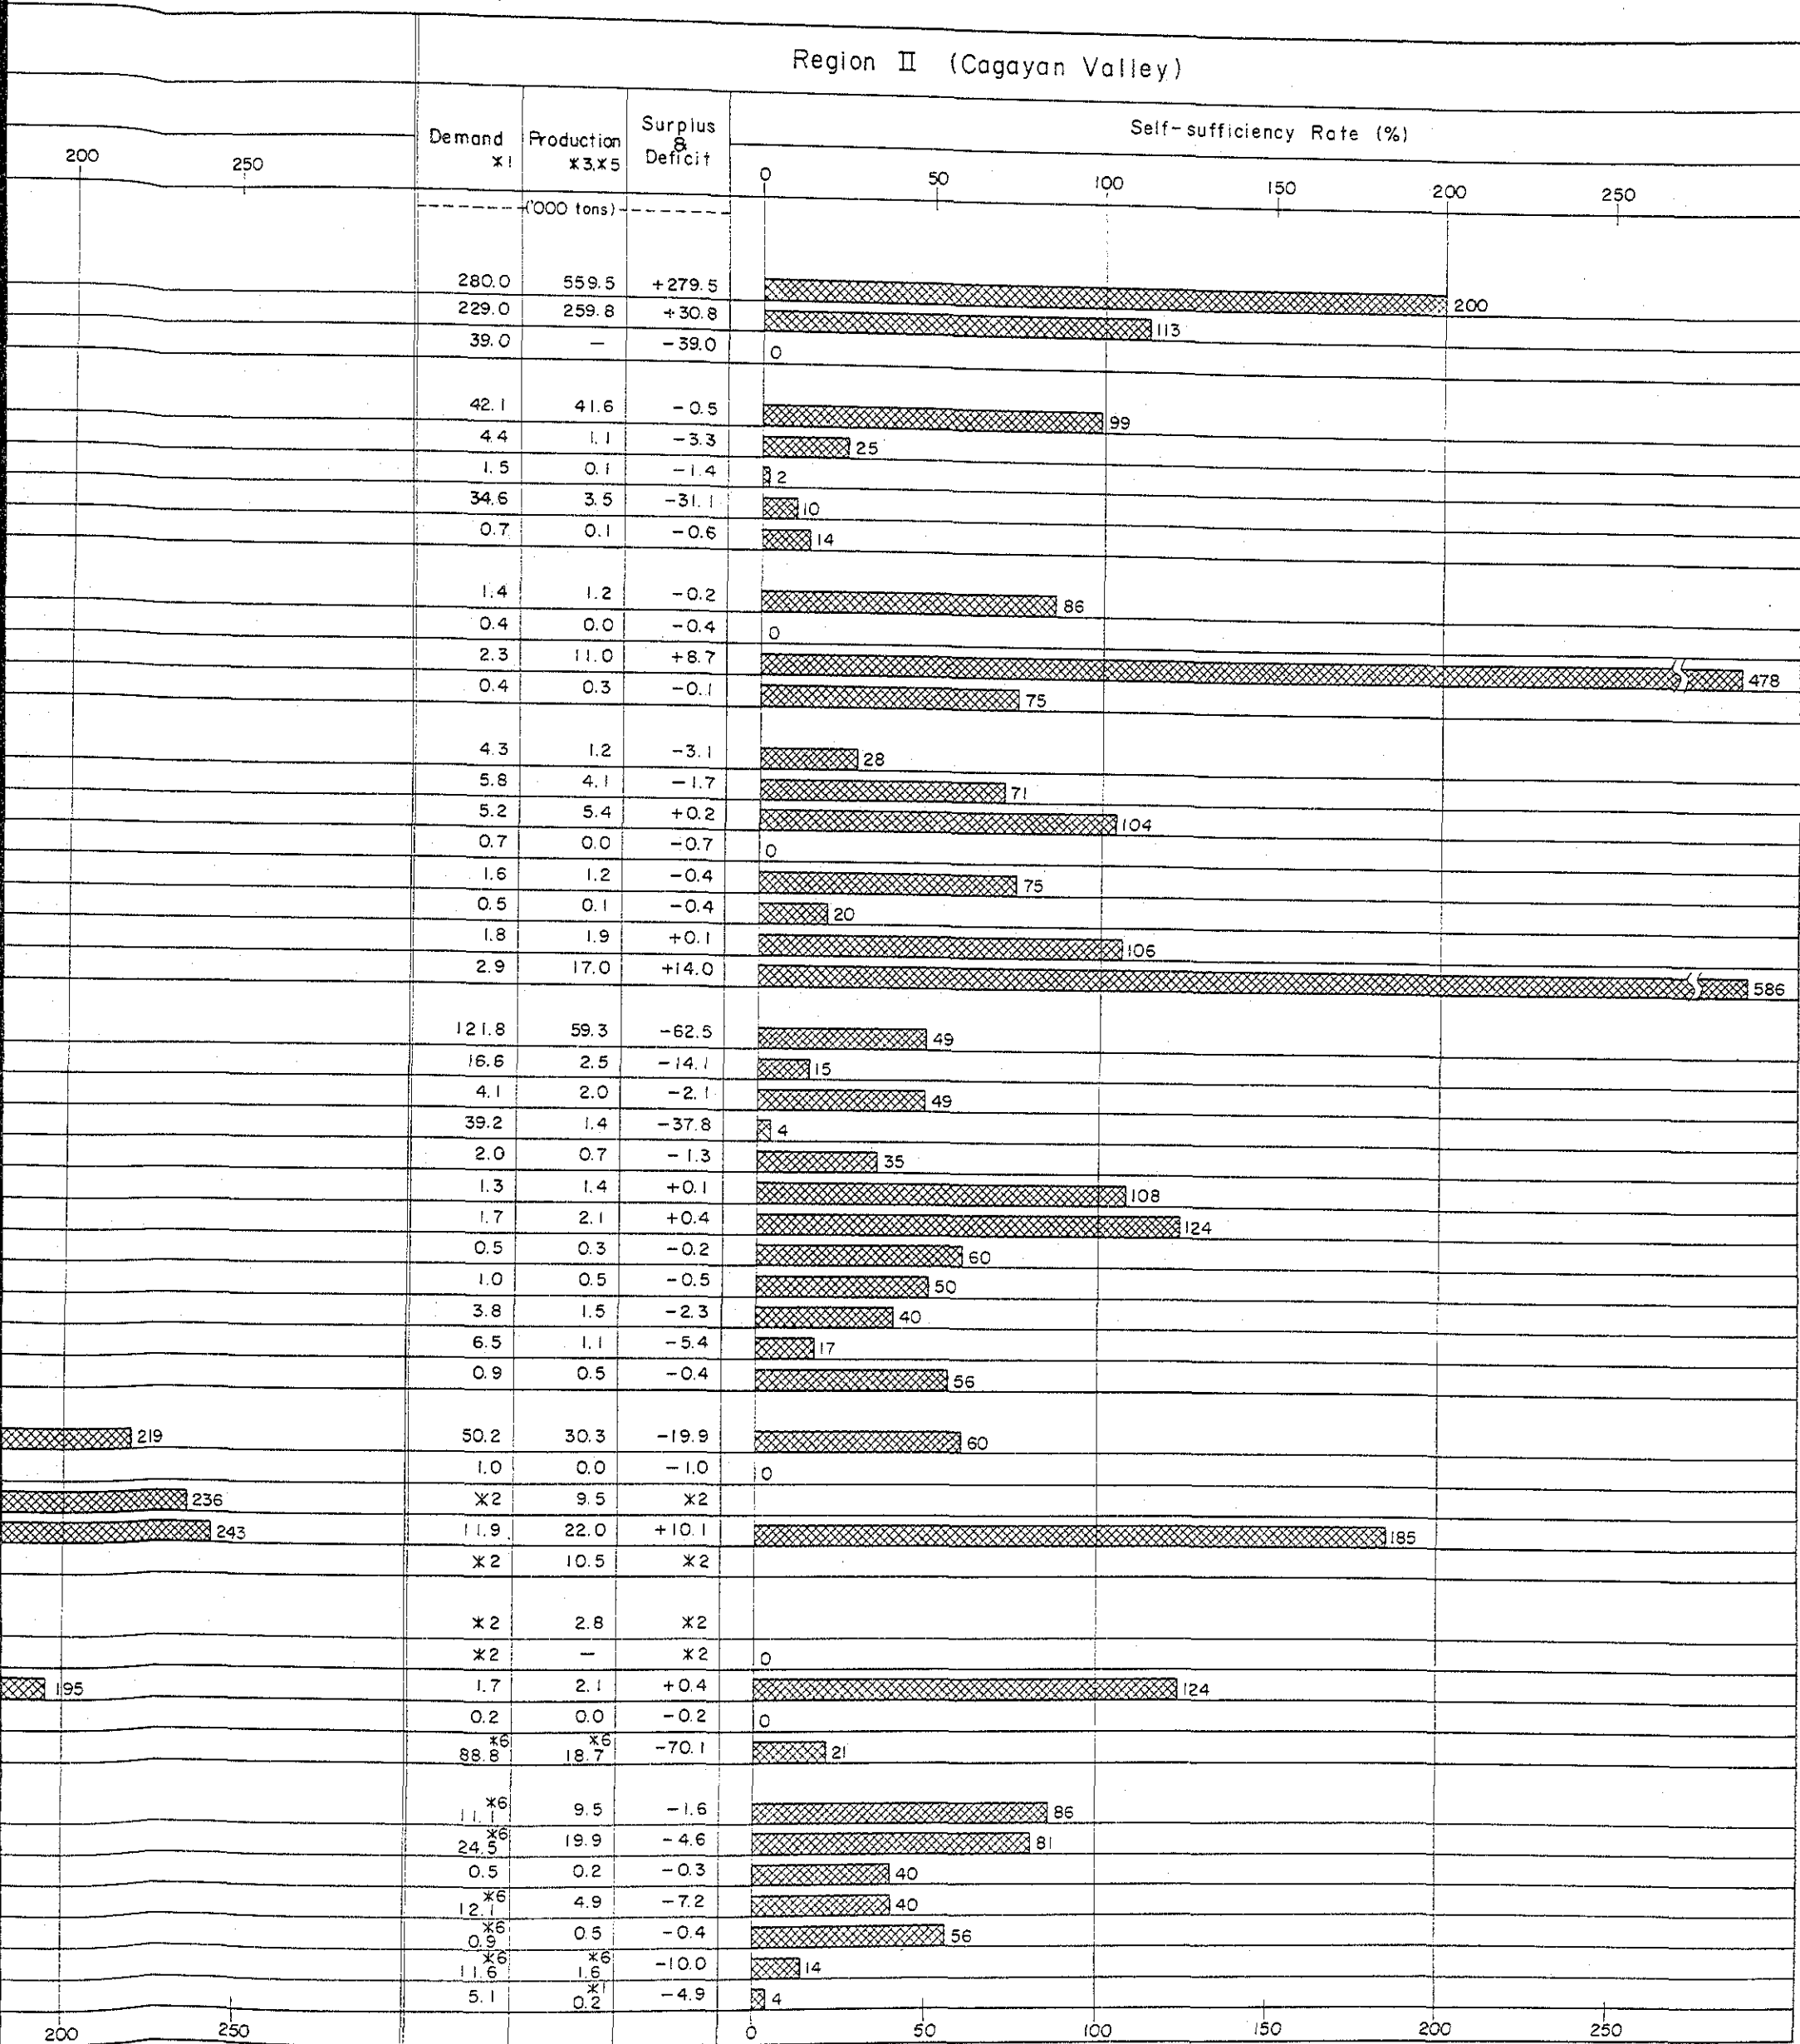 Region II (Cagayan Valley)
Demand Production Surplus & Deficit Self-sufficiency Rate (%)
*1 *3,*5
200 250 0 50 100 150 200 250
('000 tons)
280.0 559.5 +279.5 200
229.0 259.8 +30.8 113
39.0 — -39.0 0
42.1 41.6 -0.5 99
4.4 1.1 -3.3 25
1.5 0.1 -1.4 2
34.6 3.5 -31.1 10
0.7 0.1 -0.6 14
1.4 1.2 -0.2 86
0.4 0.0 -0.4 0
2.3 11.0 +8.7 478
0.4 0.3 -0.1 75
4.3 1.2 -3.1 28
5.8 4.1 -1.7 71
5.2 5.4 +0.2 104
0.7 0.0 -0.7 0
1.6 1.2 -0.4 75
0.5 0.1 -0.4 20
1.8 1.9 +0.1 106
2.9 17.0 +14.0 586
121.8 59.3 -62.5 49
16.6 2.5 -14.1 15
4.1 2.0 -2.1 49
39.2 1.4 -37.8 4
2.0 0.7 -1.3 35
1.3 1.4 +0.1 108
1.7 2.1 +0.4 124
0.5 0.3 -0.2 60
1.0 0.5 -0.5 50
3.8 1.5 -2.3 40
6.5 1.1 -5.4 17
0.9 0.5 -0.4 56
219 50.2 30.3 -19.9 60
1.0 0.0 -1.0 0
236 *2 9.5 *2
243 11.9 22.0 +10.1 185
*2 10.5 *2
*2 2.8 *2
*2 — *2 0
195 1.7 2.1 +0.4 124
0.2 0.0 -0.2 0
*6 88.8 *6 18.7 -70.1 21
*6 11.1 9.5 -1.6 86
*6 24.5 19.9 -4.6 81
0.5 0.2 -0.3 40
*6 12.1 4.9 -7.2 40
*6 0.9 0.5 -0.4 56
*6 11.6 *6 1.6 -10.0 14
5.1 *1 0.2 -4.9 4
200 250 0 50 100 150 200 250